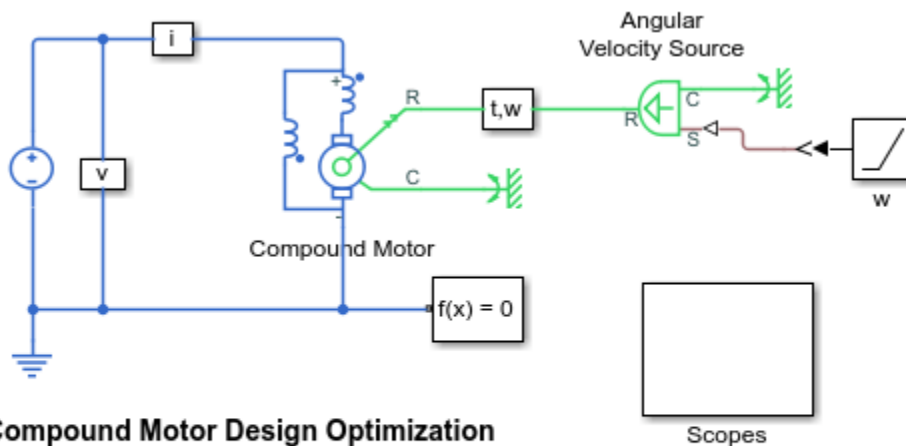 Angular
Velocity Source
i
R
t,w
R
C
S
v
C
w
+
-
+
-
Compound Motor
f(x) = 0
Compound Motor Design Optimization
Scopes